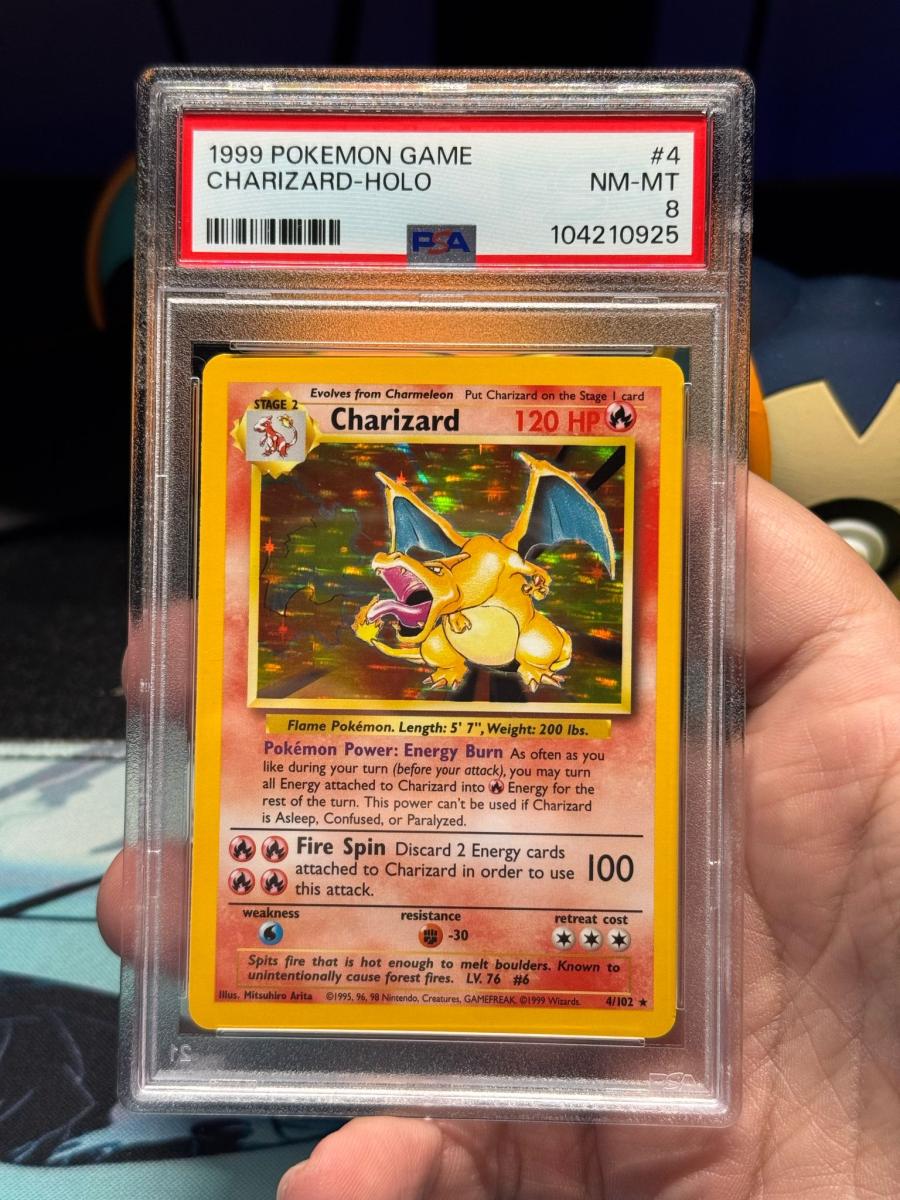 1999 POKEMON GAME #4
CHARIZARD-HOLO NM-MT
8
PSA 104210925
Evolves from Charmeleon Put Charizard on the Stage 1 card
STAGE 2
Charizard 120 HP
Flame Pokémon. Length: 5' 7", Weight: 200 lbs.
Pokémon Power: Energy Burn As often as you
like during your turn (before your attack), you may turn
all Energy attached to Charizard into Energy for the
rest of the turn. This power can't be used if Charizard
is Asleep, Confused, or Paralyzed.
Fire Spin Discard 2 Energy cards
attached to Charizard in order to use 100
this attack.
weakness resistance retreat cost
-30
Spits fire that is hot enough to melt boulders. Known to
unintentionally cause forest fires. LV. 76 #6
Illus. Mitsuhiro Arita ©1995, 96, 98 Nintendo, Creatures, GAMEFREAK. ©1999 Wizards. 4/102 ★
PSA